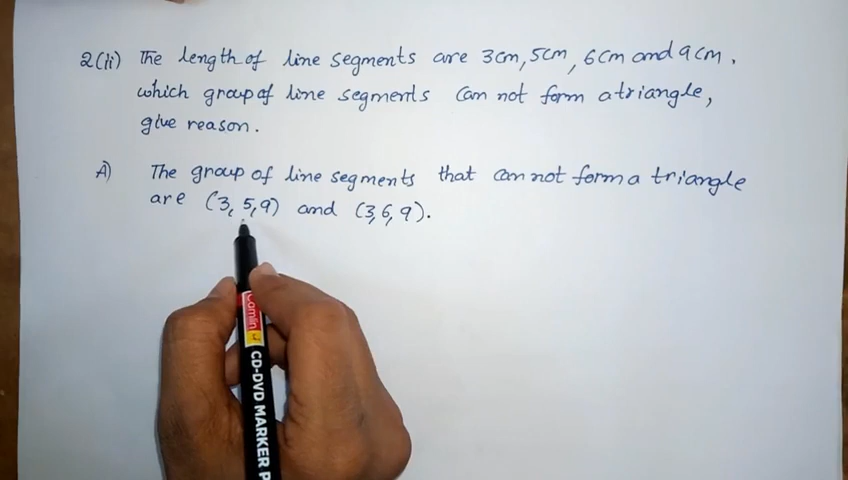 2(ii) The length of line segments are 3cm, 5cm, 6cm and 9cm.
which group of line segments can not form a triangle,
give reason.
A) The group of line segments that can not form a triangle
are (3, 5, 9) and (3, 6, 9).
Camlin
CD-DVD MARKER P